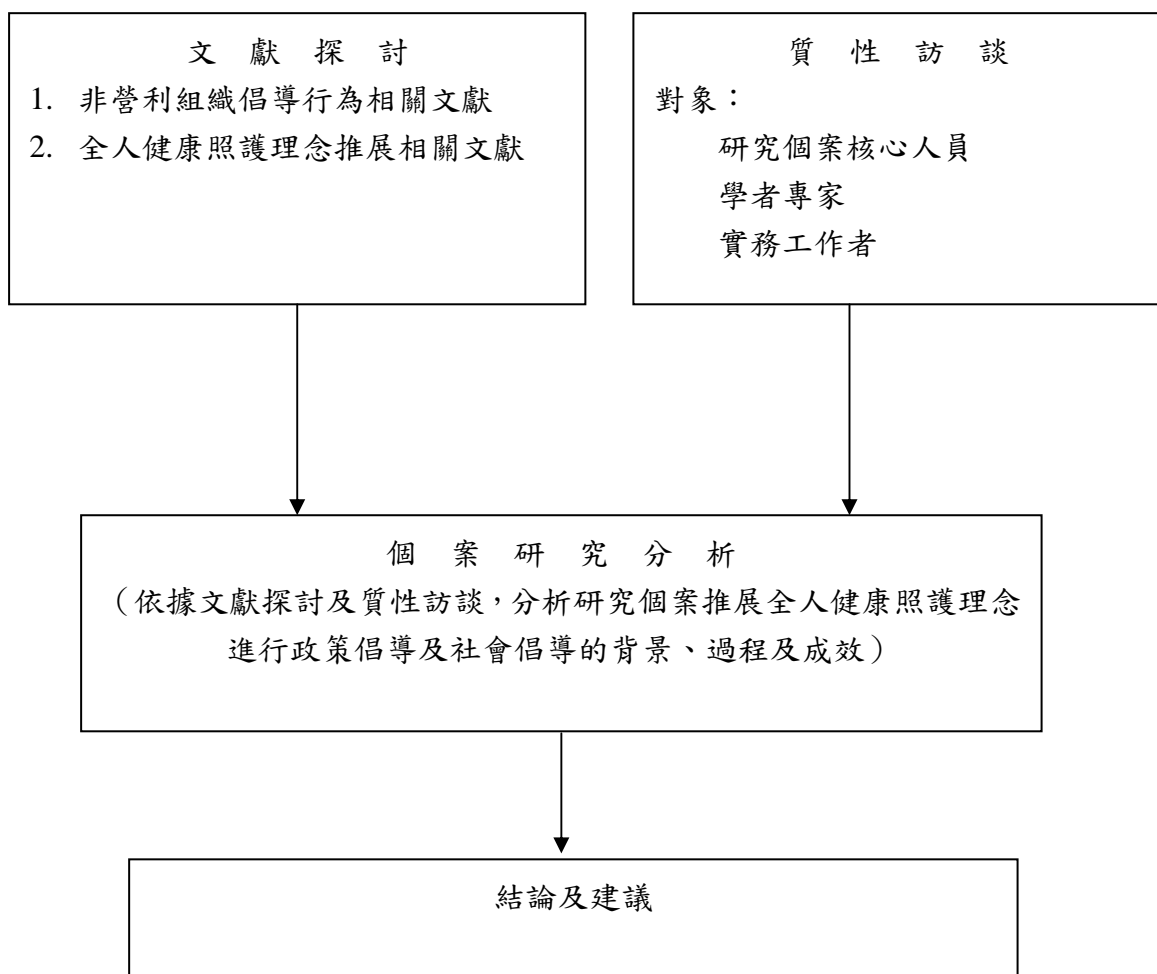 文獻探討
1. 非營利組織倡導行為相關文獻
2. 全人健康照護理念推展相關文獻
質性訪談
對象：
研究個案核心人員
學者專家
實務工作者
個案研究分析
（依據文獻探討及質性訪談，分析研究個案推展全人健康照護理念
進行政策倡導及社會倡導的背景、過程及成效）
結論及建議